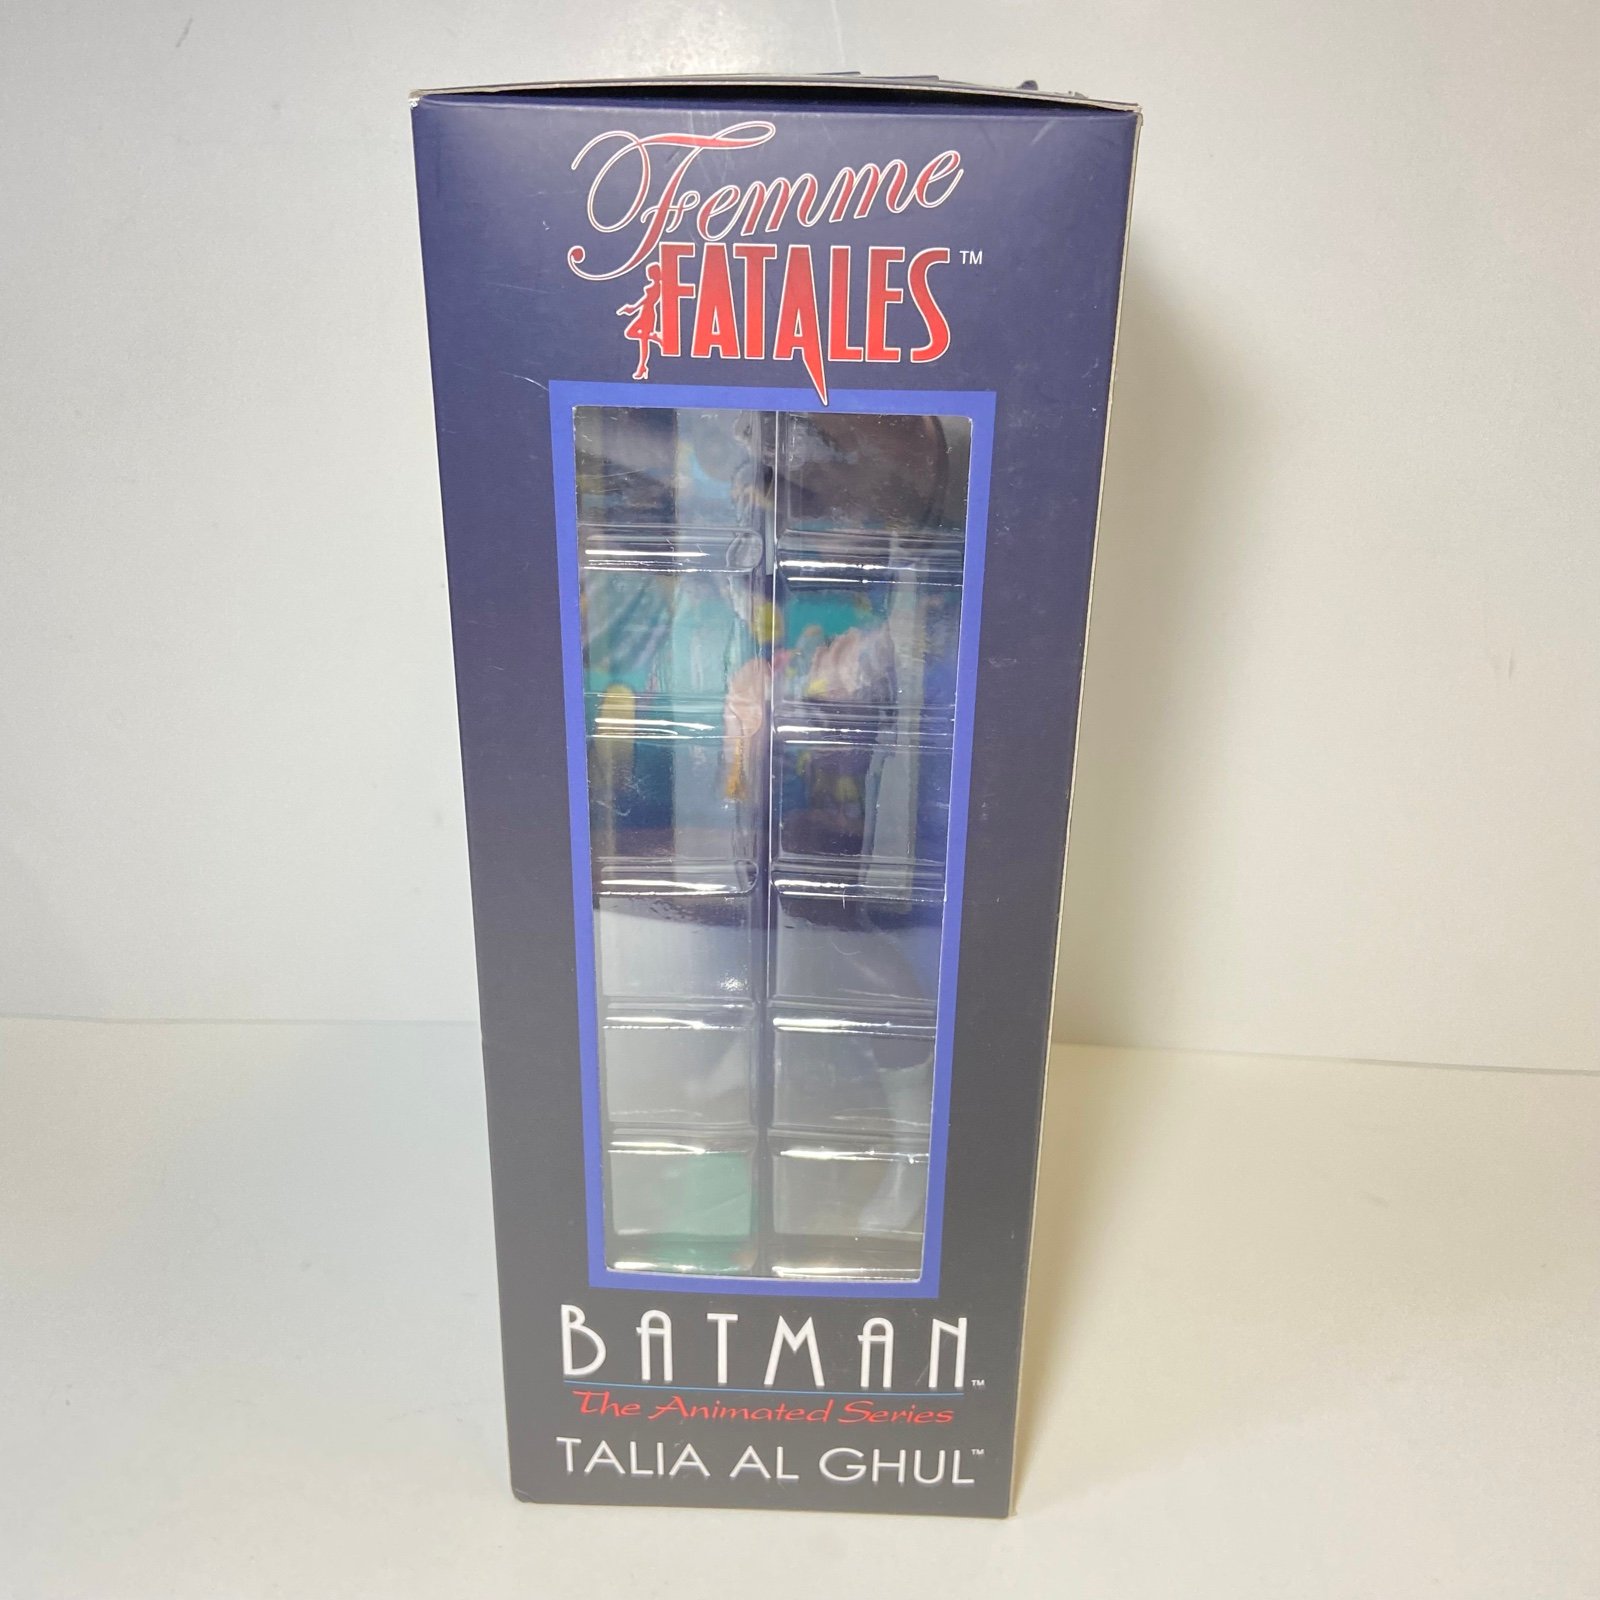 Femme
FATALES™
BATMAN™
The Animated Series
TALIA AL GHUL™